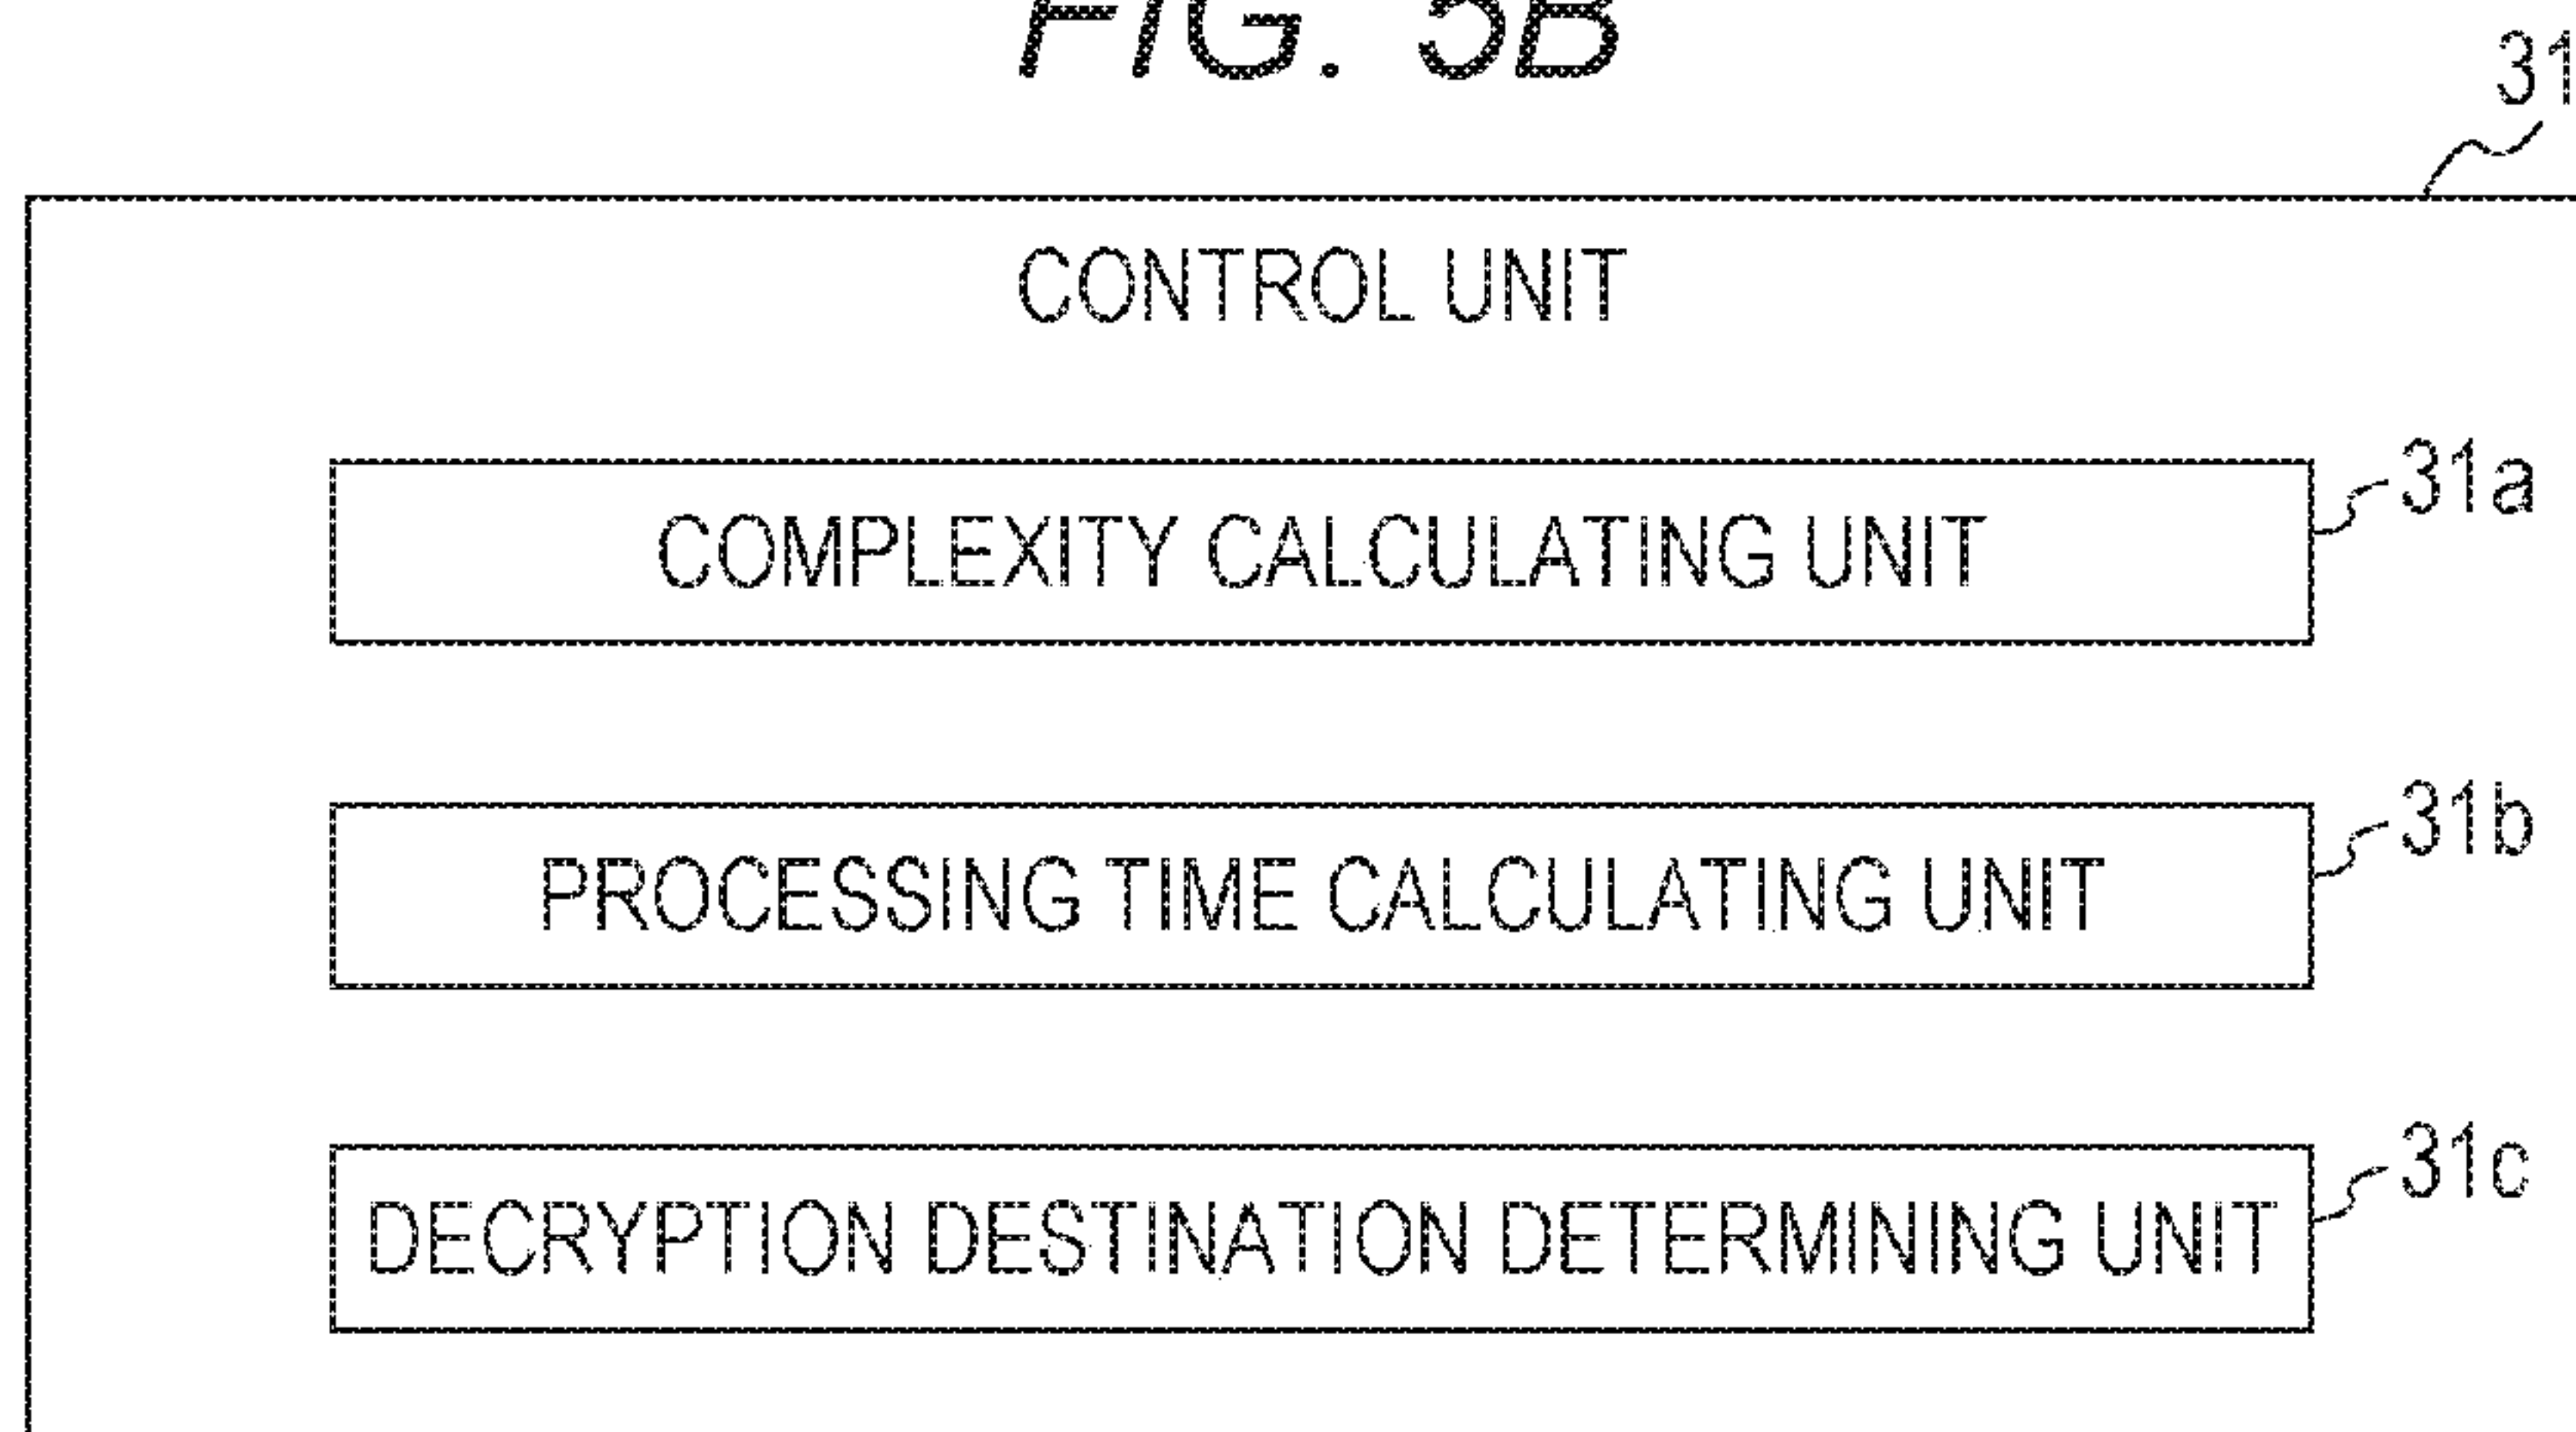 FIG. 5B
31
CONTROL UNIT
COMPLEXITY CALCULATING UNIT
31a
PROCESSING TIME CALCULATING UNIT
31b
DECRYPTION DESTINATION DETERMINING UNIT
31c